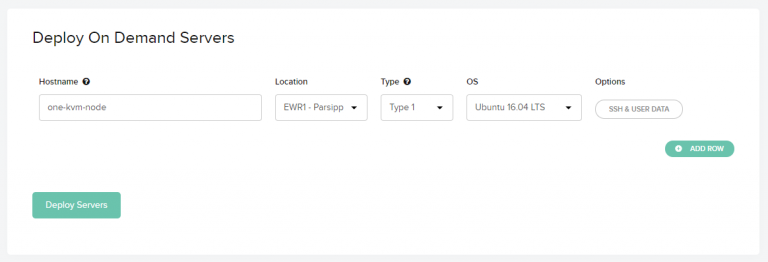 Deploy On Demand Servers
Hostname Location Type OS Options
one-kvm-node EWR1 - Parsipp Type 1 Ubuntu 16.04 LTS SSH & USER DATA
ADD ROW
Deploy Servers